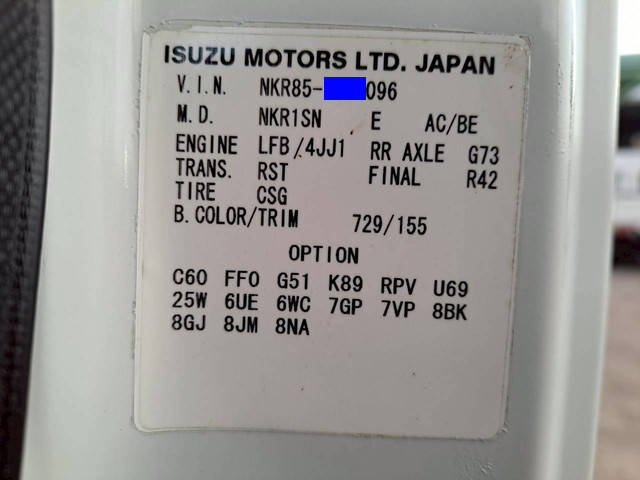 ISUZU MOTORS LTD. JAPAN
V.I.N. NKR85- 096
M.D. NKR1SN E AC/BE
ENGINE LFB/4JJ1 RR AXLE G73
TRANS. RST FINAL R42
TIRE CSG
B.COLOR/TRIM 729/155
OPTION
C60 FF0 G51 K89 RPV U69
25W 6UE 6WC 7GP 7VP 8BK
8GJ 8JM 8NA